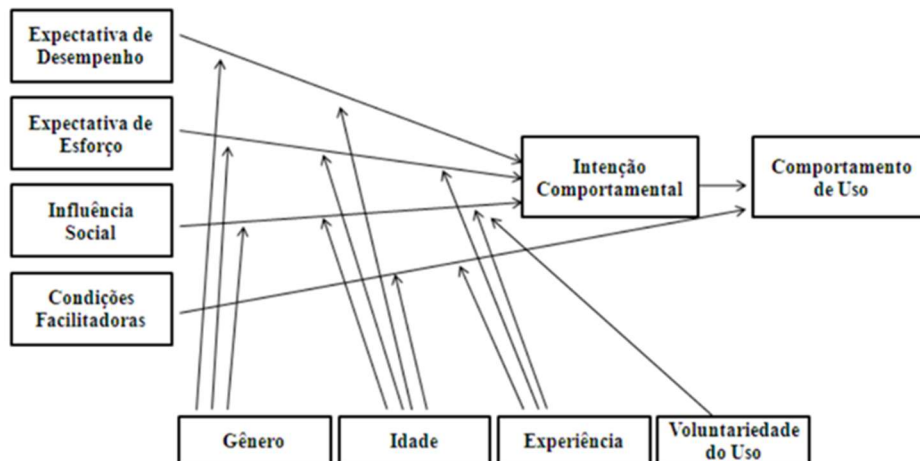 Expectativa de
Desempenho
Expectativa de
Esforço
Influência
Social
Condições
Facilitadoras
Intenção
Comportamental
Comportamento
de Uso
Gênero
Idade
Experiência
Voluntariedade
do Uso